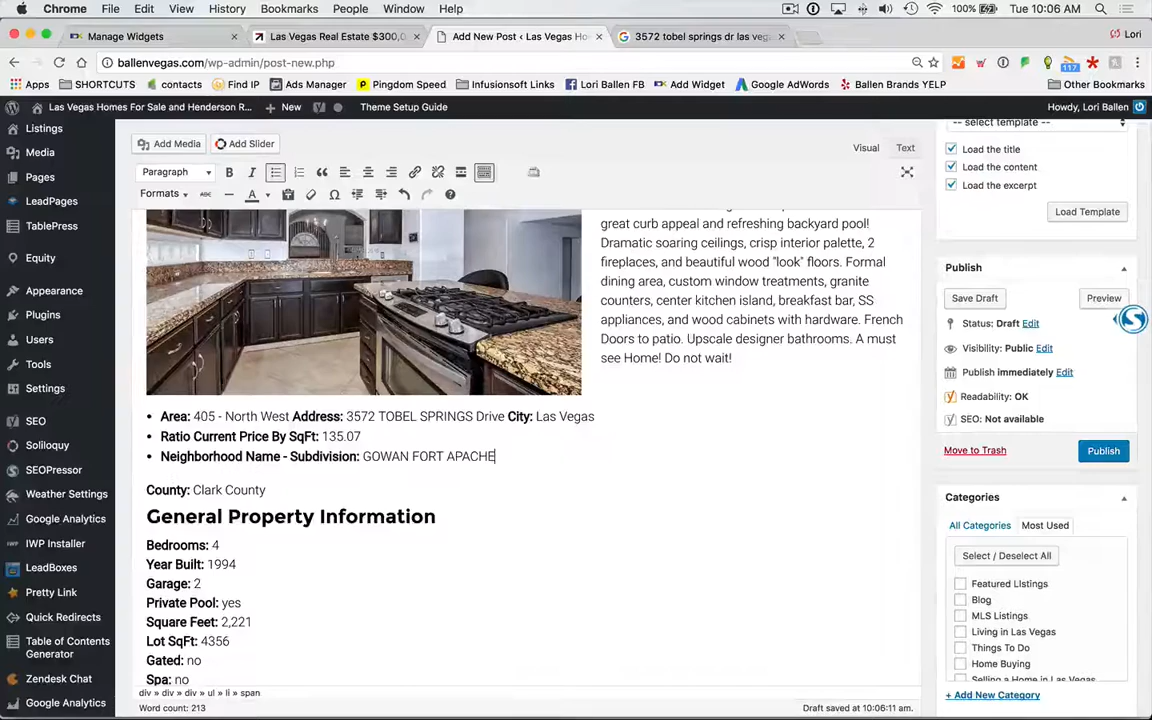 Chrome File Edit View History Bookmarks People Window Help 100% Tue 10:06 AM
Manage Widgets Las Vegas Real Estate $300,0 Add New Post ‹ Las Vegas Ho 3572 tobel springs dr las veg Lori
ballenvegas.com/wp-admin/post-new.php
Apps SHORTCUTS contacts Find IP Ads Manager Pingdom Speed Infusionsoft Links Lori Ballen FB Add Widget Google AdWords Ballen Brands YELP 117 Other Bookmarks
Las Vegas Homes For Sale and Henderson R... New Theme Setup Guide Howdy, Lori Ballen
Listings
Media
Pages
LeadPages
TablePress
Equity
Appearance
Plugins
Users
Tools
Settings
SEO
Soliloquy
SEOPressor
Weather Settings
Google Analytics
IWP Installer
LeadBoxes
Pretty Link
Quick Redirects
Table of Contents
Generator
Zendesk Chat
Google Analytics
Add Media Add Slider Visual Text
Paragraph B I
Formats ABC A
great curb appeal and refreshing backyard pool!
Dramatic soaring ceilings, crisp interior palette, 2
fireplaces, and beautiful wood "look" floors. Formal
dining area, custom window treatments, granite
counters, center kitchen island, breakfast bar, SS
appliances, and wood cabinets with hardware. French
Doors to patio. Upscale designer bathrooms. A must
see Home! Do not wait!
• Area: 405 - North West Address: 3572 TOBEL SPRINGS Drive City: Las Vegas
• Ratio Current Price By SqFt: 135.07
• Neighborhood Name - Subdivision: GOWAN FORT APACHE
County: Clark County
General Property Information
Bedrooms: 4
Year Built: 1994
Garage: 2
Private Pool: yes
Square Feet: 2,221
Lot SqFt: 4356
Gated: no
Spa: no
div » div » div » ul » li » span
Word count: 213 Draft saved at 10:06:11 am.
-- select template --
Load the title
Load the content
Load the excerpt
Load Template
Publish
Save Draft Preview
Status: Draft Edit
Visibility: Public Edit
Publish immediately Edit
Readability: OK
SEO: Not available
Move to Trash Publish
Categories
All Categories Most Used
Select / Deselect All
Featured LIstings
Blog
MLS Listings
Living in Las Vegas
Things To Do
Home Buying
Selling a Home in Las Vegas
+ Add New Category